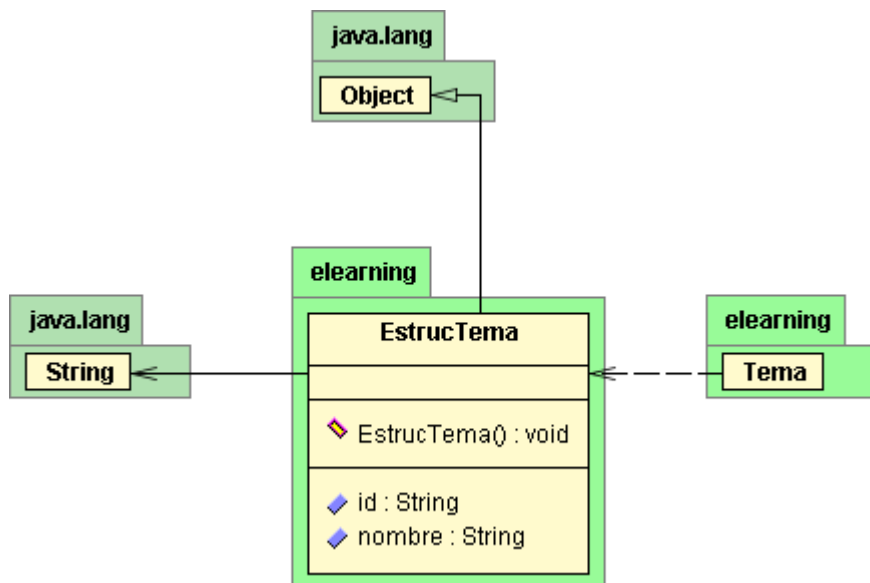 java.lang
Object
elearning
EstrucTema
EstrucTema() : void
id : String
nombre : String
java.lang
String
elearning
Tema